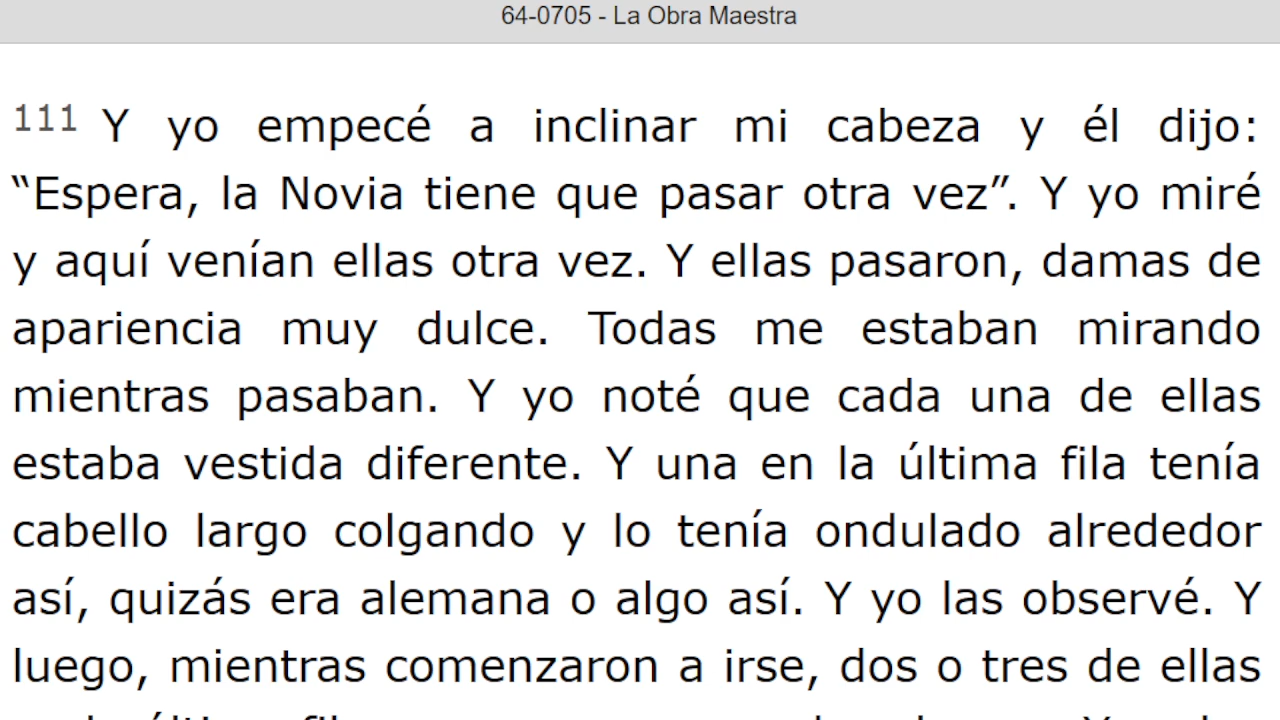 64-0705 - La Obra Maestra
111 Y yo empecé a inclinar mi cabeza y él dijo:
“Espera, la Novia tiene que pasar otra vez”. Y yo miré
y aquí venían ellas otra vez. Y ellas pasaron, damas de
apariencia muy dulce. Todas me estaban mirando
mientras pasaban. Y yo noté que cada una de ellas
estaba vestida diferente. Y una en la última fila tenía
cabello largo colgando y lo tenía ondulado alrededor
así, quizás era alemana o algo así. Y yo las observé. Y
luego, mientras comenzaron a irse, dos o tres de ellas